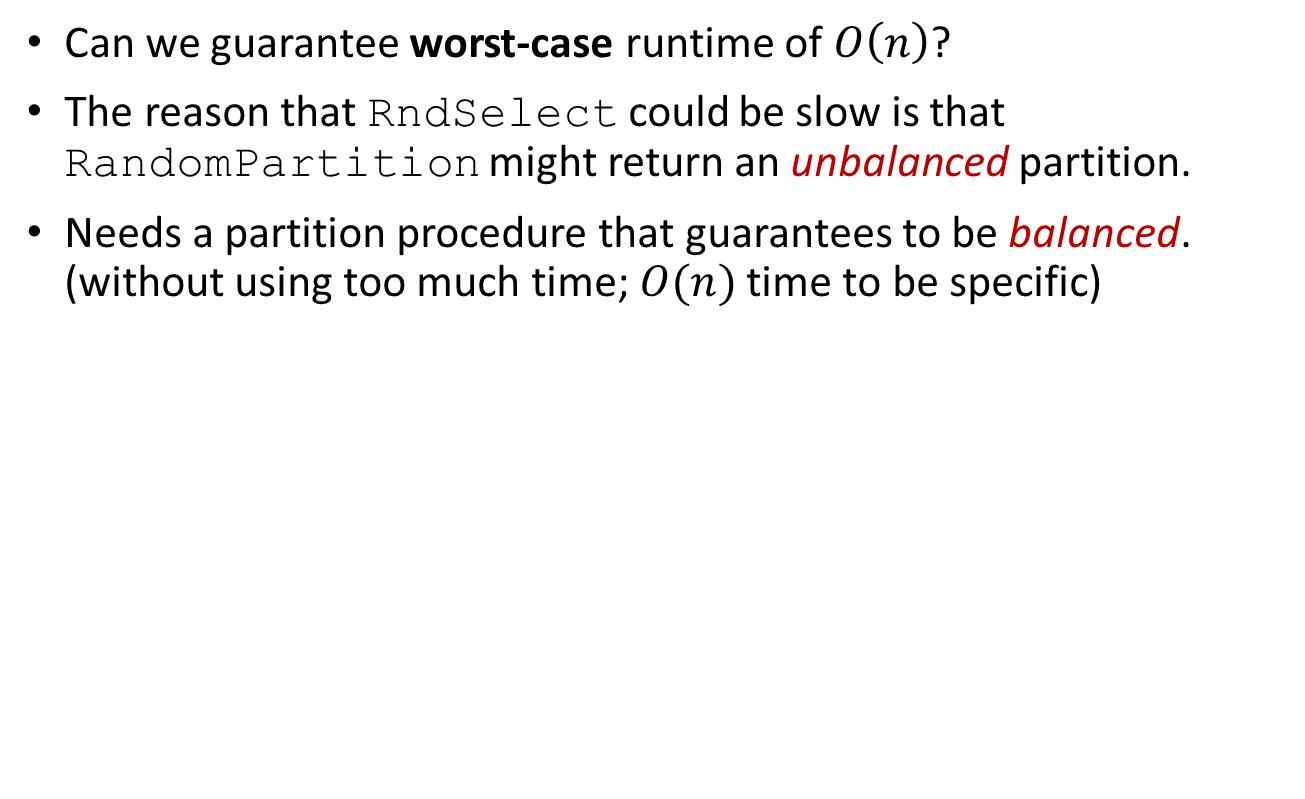 • Can we guarantee worst-case runtime of O(n)?
• The reason that RndSelect could be slow is that
RandomPartition might return an unbalanced partition.
• Needs a partition procedure that guarantees to be balanced.
(without using too much time; O(n) time to be specific)